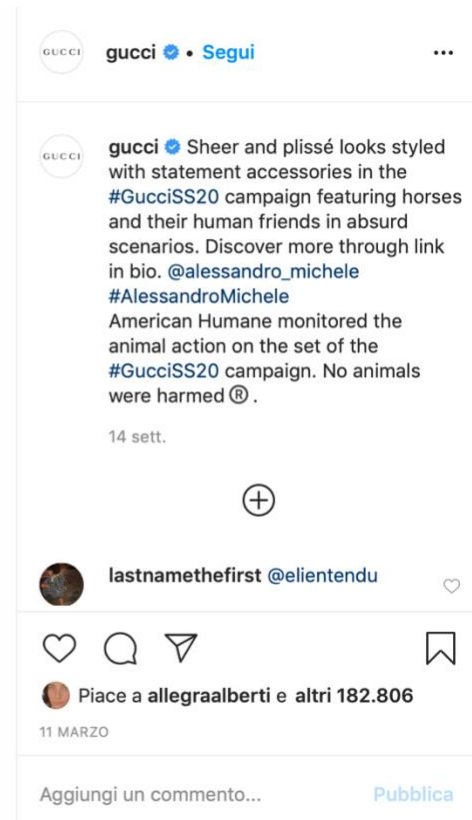 GUCCI
gucci • Segui
GUCCI
gucci Sheer and plissé looks styled
with statement accessories in the
#GucciSS20 campaign featuring horses
and their human friends in absurd
scenarios. Discover more through link
in bio. @alessandro_michele
#AlessandroMichele
American Humane monitored the
animal action on the set of the
#GucciSS20 campaign. No animals
were harmed ® .
14 sett.
lastnamethefirst @elientendu
Piace a allegraalberti e altri 182.806
11 MARZO
Aggiungi un commento... Pubblica